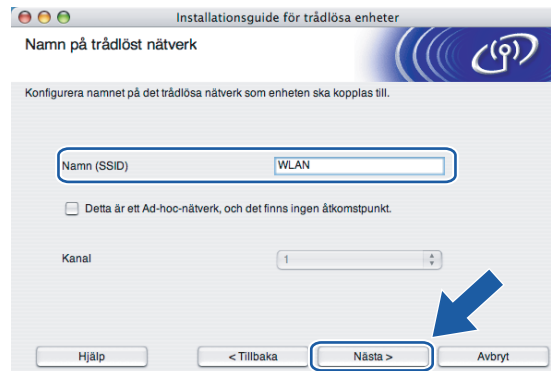 Installationsguide för trådlösa enheter
Namn på trådlöst nätverk
Konfigurera namnet på det trådlösa nätverk som enheten ska kopplas till.
Namn (SSID) WLAN
Detta är ett Ad-hoc-nätverk, och det finns ingen åtkomstpunkt.
Kanal 1
Hjälp < Tillbaka Nästa > Avbryt